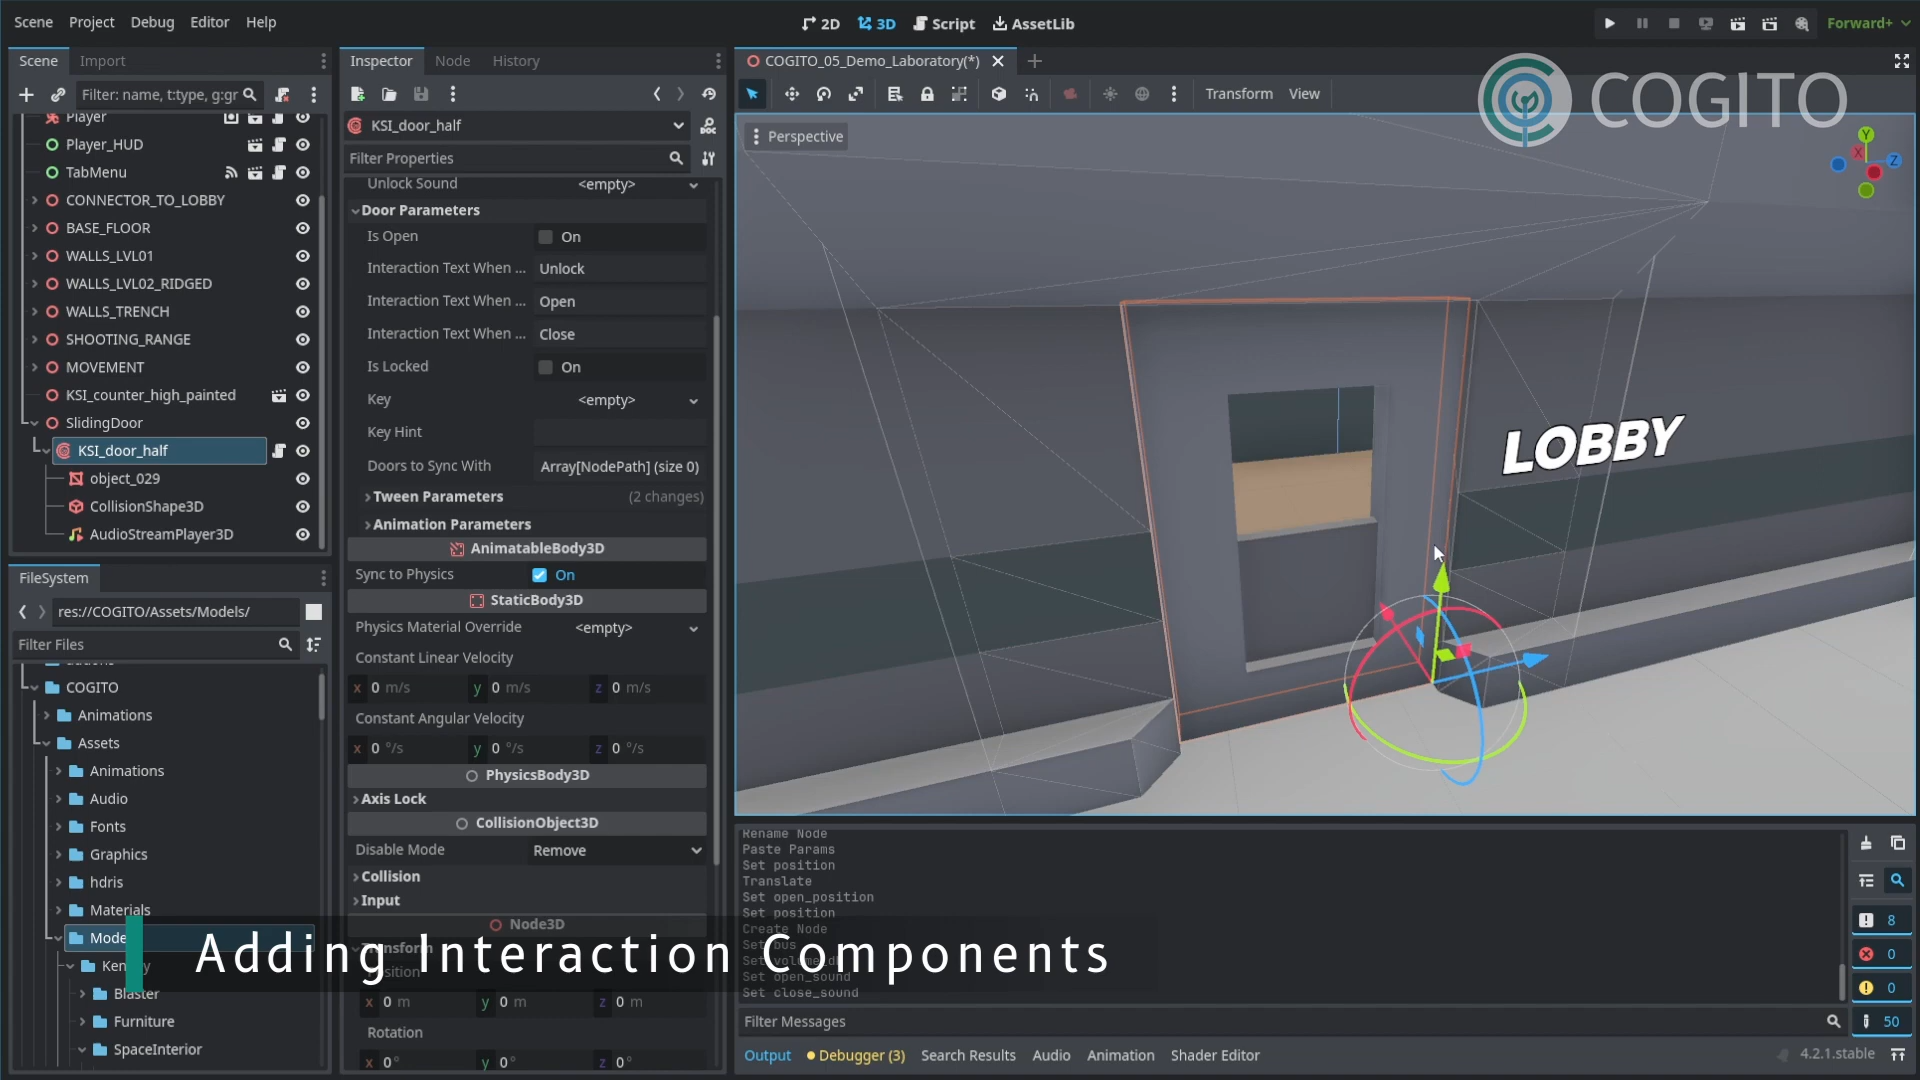 Scene Project Debug Editor Help
2D 3D Script AssetLib
Forward+
Scene Import
Filter: name, t:type, g:gr
Player
Player_HUD
TabMenu
CONNECTOR_TO_LOBBY
BASE_FLOOR
WALLS_LVL01
WALLS_LVL02_RIDGED
WALLS_TRENCH
SHOOTING_RANGE
MOVEMENT
KSI_counter_high_painted
SlidingDoor
KSI_door_half
object_029
CollisionShape3D
AudioStreamPlayer3D
FileSystem
res://COGITO/Assets/Models/
Filter Files
COGITO
Animations
Assets
Animations
Audio
Fonts
Graphics
hdris
Materials
Mode
Blaster
Furniture
SpaceInterior
Inspector Node History
KSI_door_half
Filter Properties
Unlock Sound <empty>
Door Parameters
Is Open On
Interaction Text When ... Unlock
Interaction Text When ... Open
Interaction Text When ... Close
Is Locked On
Key <empty>
Key Hint
Doors to Sync With Array[NodePath] (size 0)
Tween Parameters (2 changes)
Animation Parameters
AnimatableBody3D
Sync to Physics On
StaticBody3D
Physics Material Override <empty>
Constant Linear Velocity
x 0 m/s y 0 m/s z 0 m/s
Constant Angular Velocity
x 0 °/s y 0 °/s z 0 °/s
PhysicsBody3D
Axis Lock
CollisionObject3D
Disable Mode Remove
Collision
Input
Node3D
Transform
x 0 m y 0 m z 0 m
Rotation
x 0° y 0° z 0°
COGITO_05_Demo_Laboratory(*)
Transform View
Perspective
COGITO
Y
X
Z
LOBBY
Rename Node
Paste Params
Set position
Translate
Set open_position
Set position
Create Node
Set bus
Set open_sound
Set close_sound
Filter Messages
8
0
0
50
Output Debugger (3) Search Results Audio Animation Shader Editor
4.2.1.stable
Adding Interaction Components